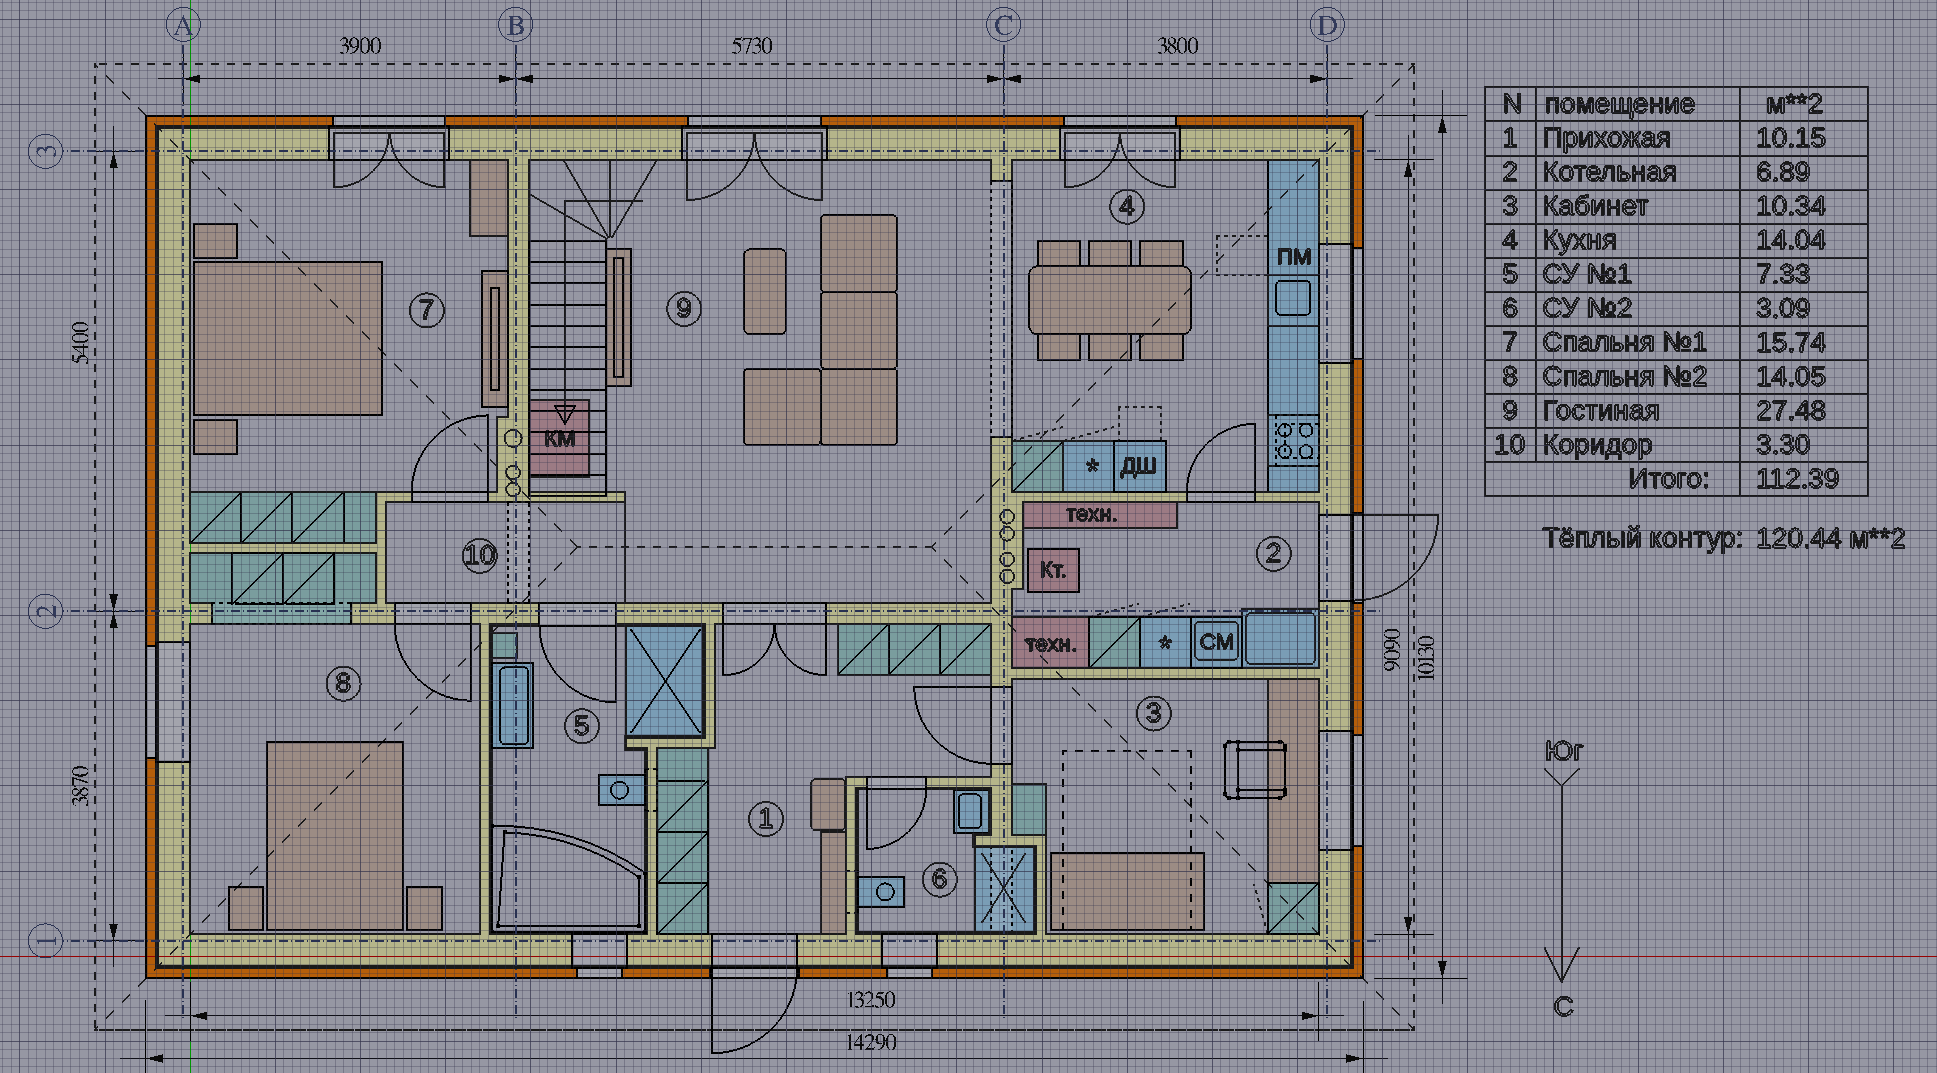 A B C D
3900 5730 3800
N помещение м**2
1 Прихожая 10.15
2 Котельная 6.89
3 Кабинет 10.34
4 Кухня 14.04
5 СУ №1 7.33
6 СУ №2 3.09
7 Спальня №1 15.74
8 Спальня №2 14.05
9 Гостиная 27.48
10 Коридор 3.30
Итого: 112.39
Тёплый контур: 120.44 м**2
3
4
ПМ
7 9
5400
КМ
* ДШ
техн.
10 2
Кт.
2
техн. * СМ
9090 10130
8 3
5
Юг
3870
1
6
1
С
13250
14290